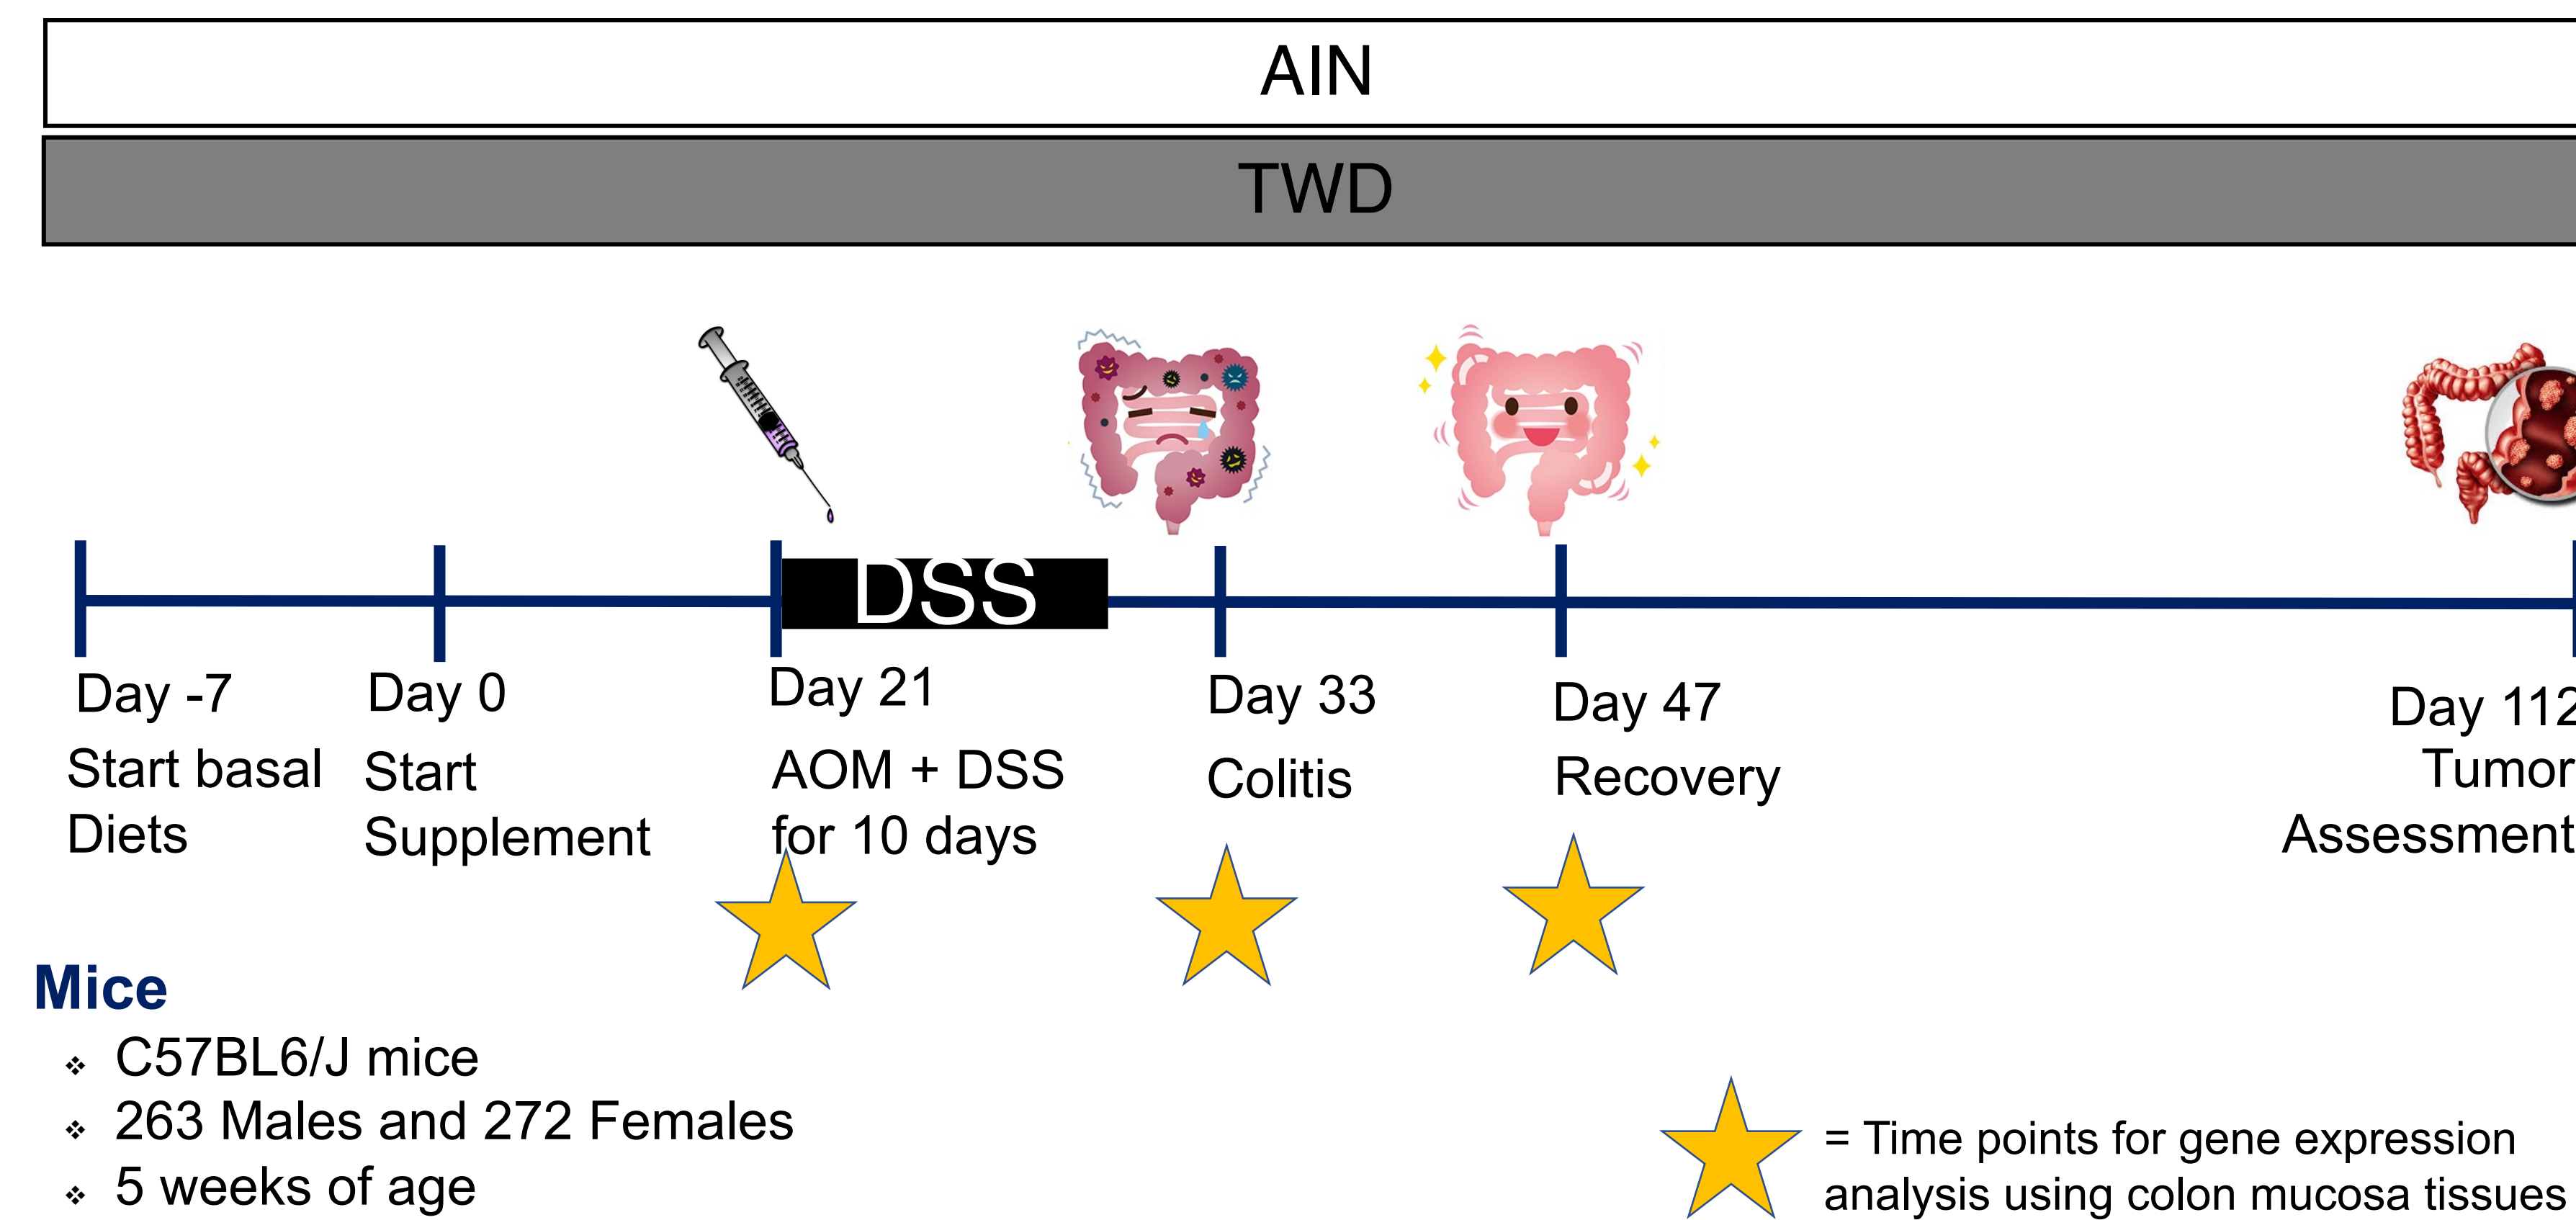 AIN
TWD
DSS
Day -7
Start basal
Diets
Day 0
Start
Supplement
Day 21
AOM + DSS
for 10 days
Day 33
Colitis
Day 47
Recovery
Day 112
Tumor
Assessment
Mice
❖ C57BL6/J mice
❖ 263 Males and 272 Females
❖ 5 weeks of age
= Time points for gene expression
analysis using colon mucosa tissues